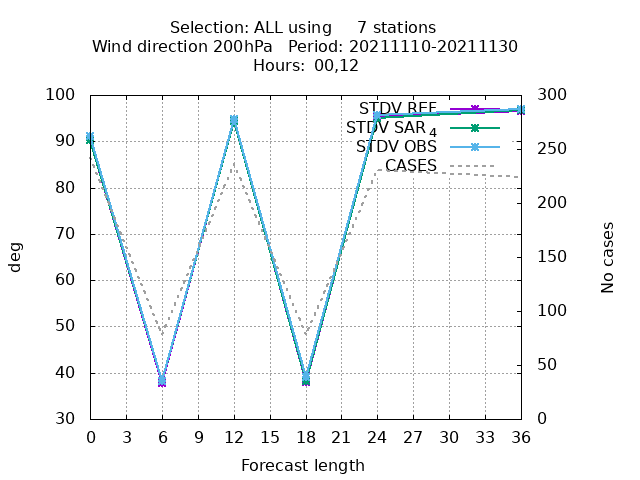 Selection: ALL using     7 stations
Wind direction 200hPa   Period: 20211110-20211130
Hours:  00,12
100
90
80
70
60
50
40
30
deg
300
250
200
150
100
50
0
No cases
STDV REF
STDV SAR 4
STDV OBS
CASES
0 3 6 9 12 15 18 21 24 27 30 33 36
Forecast length